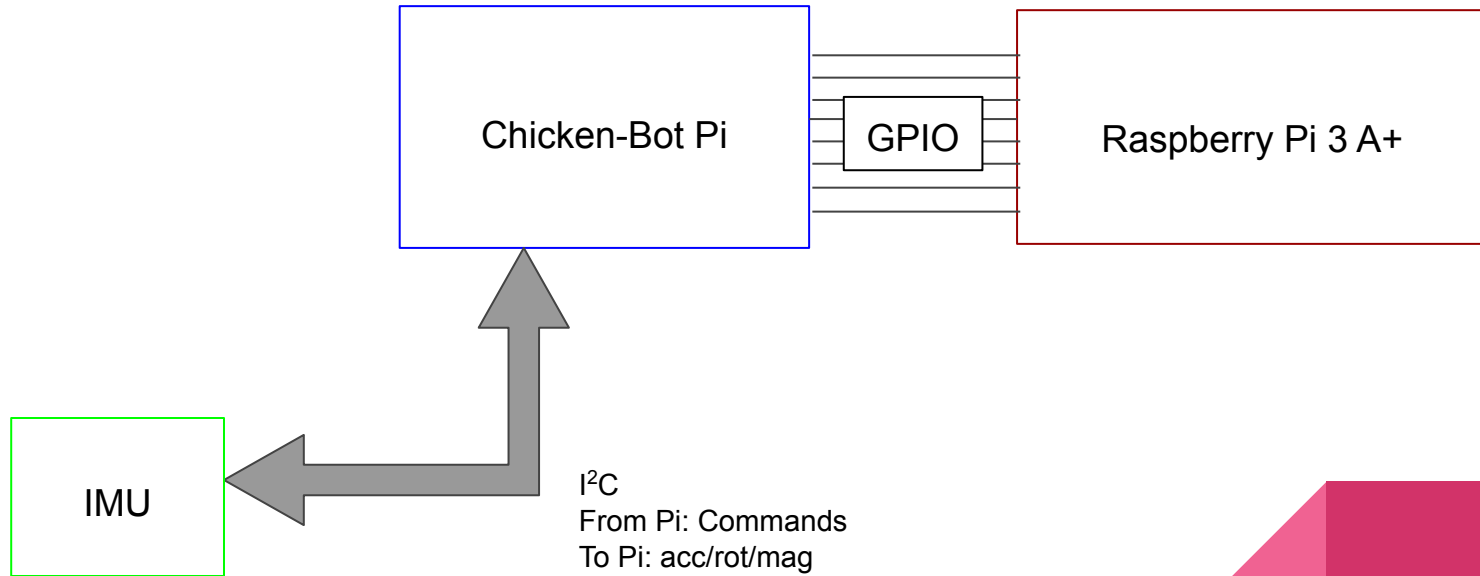 Chicken-Bot Pi
GPIO
Raspberry Pi 3 A+
IMU
I²C
From Pi: Commands
To Pi: acc/rot/mag